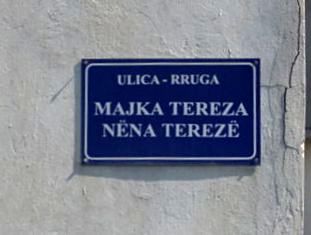 ULICA - RRUGA
MAJKA TEREZA
NËNA TEREZË